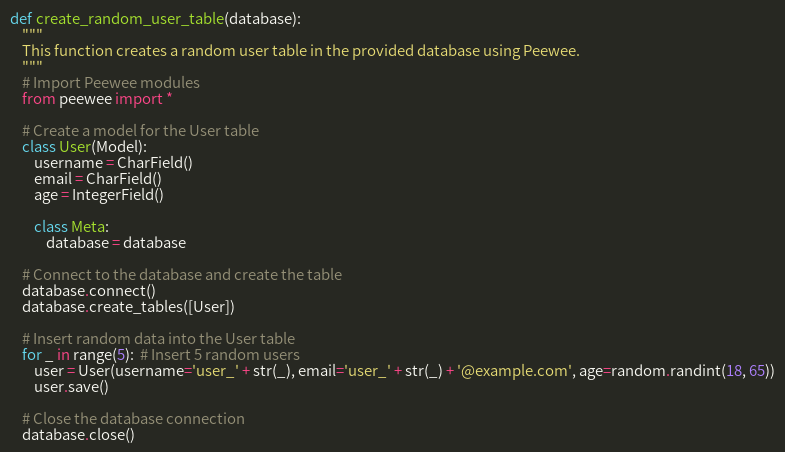 def create_random_user_table(database):
    """
    This function creates a random user table in the provided database using Peewee.
    """
    # Import Peewee modules
    from peewee import *

    # Create a model for the User table
    class User(Model):
        username = CharField()
        email = CharField()
        age = IntegerField()

        class Meta:
            database = database

    # Connect to the database and create the table
    database.connect()
    database.create_tables([User])

    # Insert random data into the User table
    for _ in range(5):  # Insert 5 random users
        user = User(username='user_' + str(_), email='user_' + str(_) + '@example.com', age=random.randint(18, 65))
        user.save()

    # Close the database connection
    database.close()